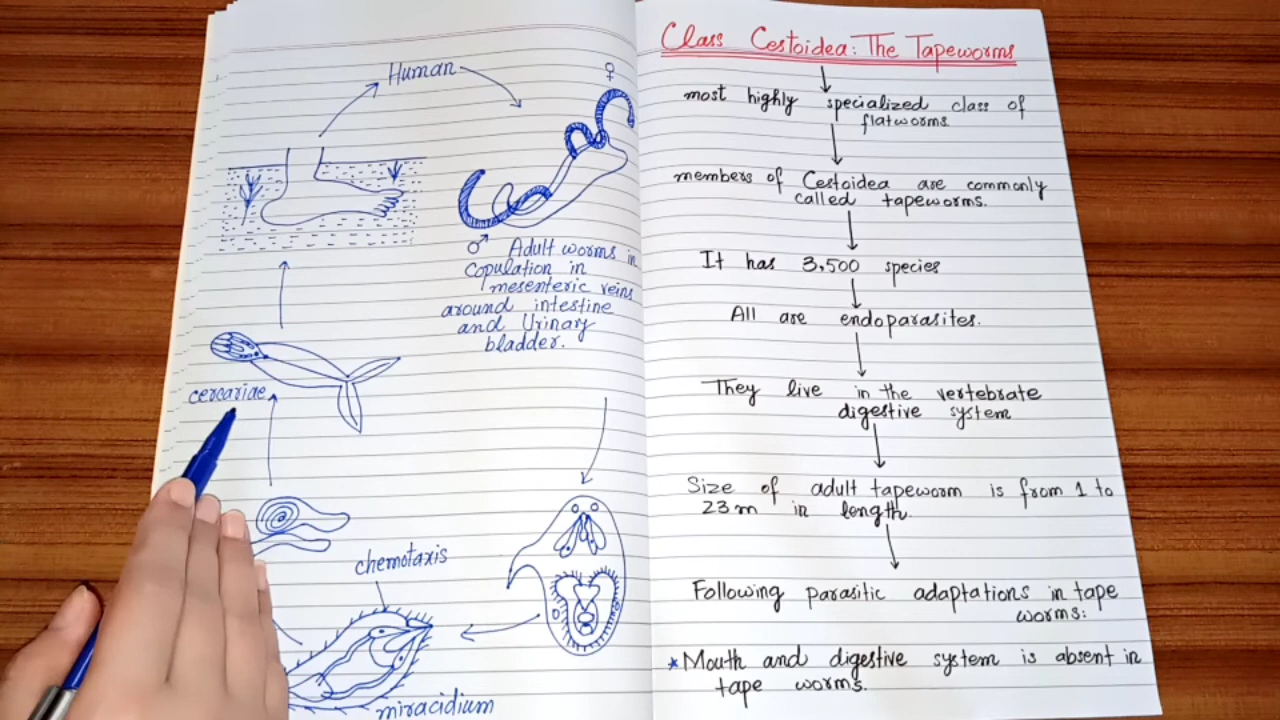 Human
♀
♂ Adult worms in
Copulation in
mesenteric veins
around intestine
and Urinary
bladder.
cercariae
chemotaxis
miracidium
Class Cestoidea: The Tapeworms
most highly specialized class of
flatworms
members of Cestoidea are commonly
called tapeworms.
It has 3,500 species
All are endoparasites.
They live in the vertebrate
digestive system
Size of adult tapeworm is from 1 to
23m in length.
Following parasitic adaptations in tape
worms:
* Mouth and digestive system is absent in
tape worms.